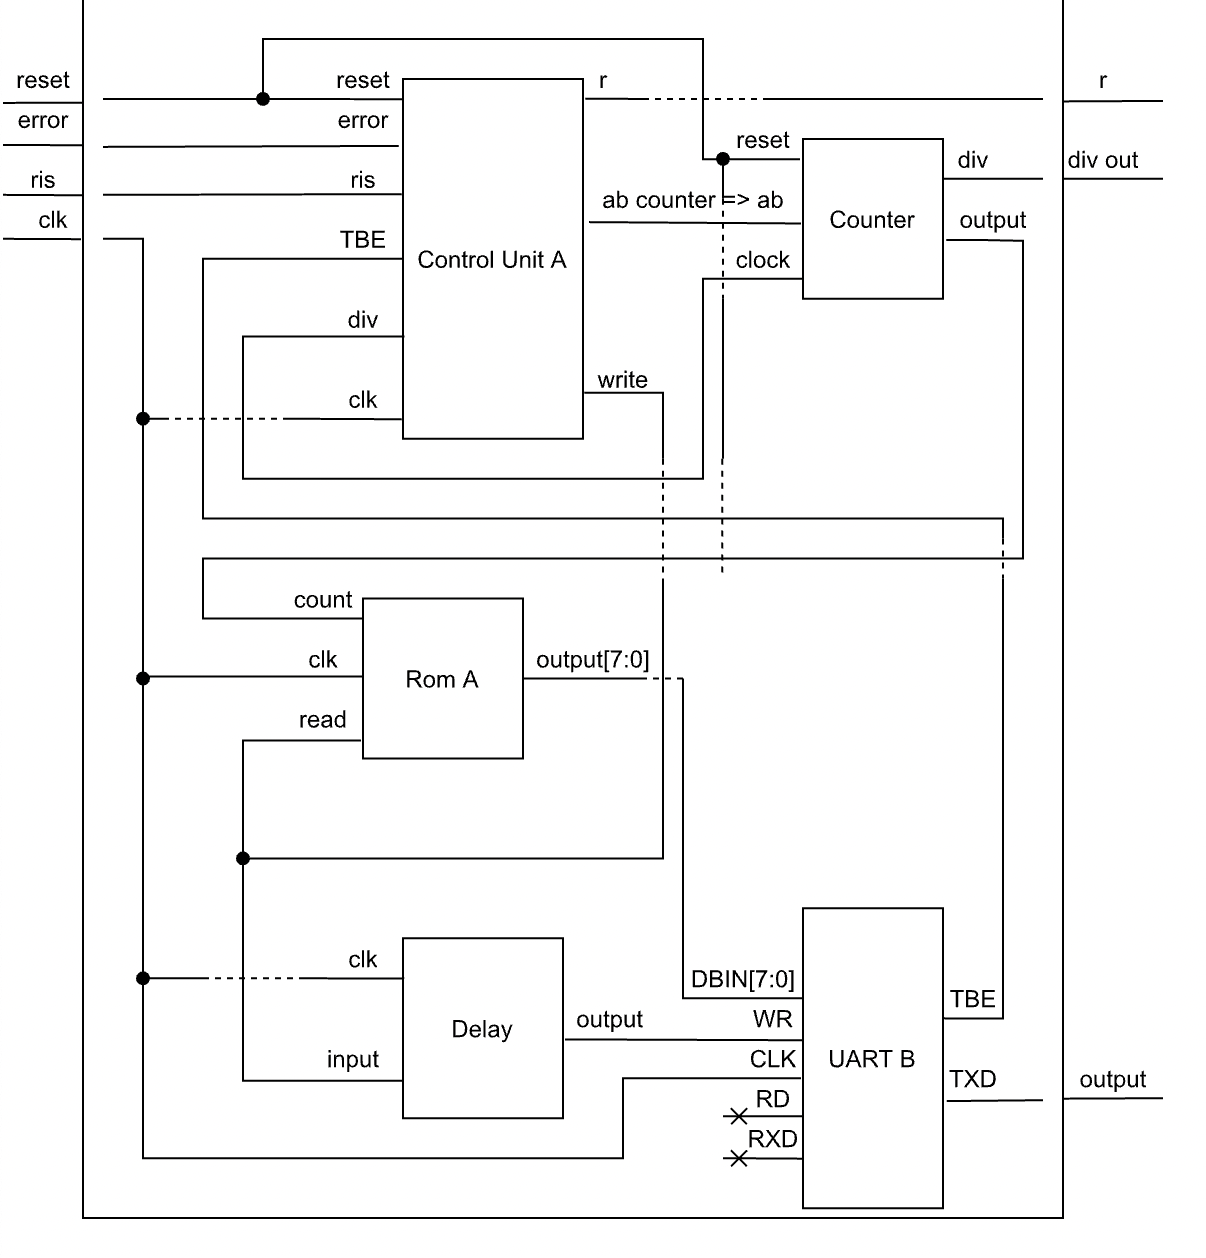 reset
reset
r
r
error
error
reset
div
div out
ris
ris
clk
ab counter => ab
Counter
output
TBE
Control Unit A
clock
div
write
clk
count
clk
output[7:0]
Rom A
read
clk
DBIN[7:0]
TBE
Delay
output
WR
input
CLK
UART B
RD
TXD
output
RXD